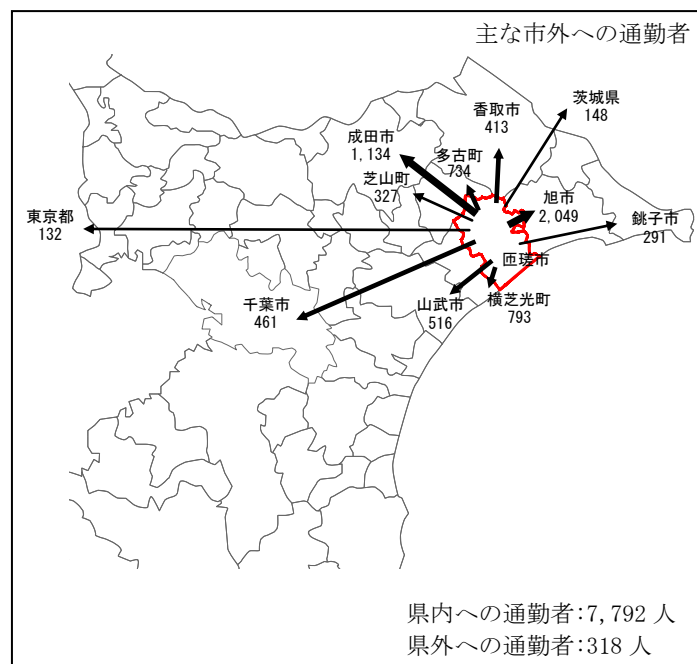 主な市外への通勤者
茨城県
148
香取市
413
成田市
1,134
多古町
734
芝山町
327
旭市
2,049
銚子市
291
東京都
132
匝瑳市
千葉市
461
山武市
516
横芝光町
793
県内への通勤者:7,792 人
県外への通勤者:318 人